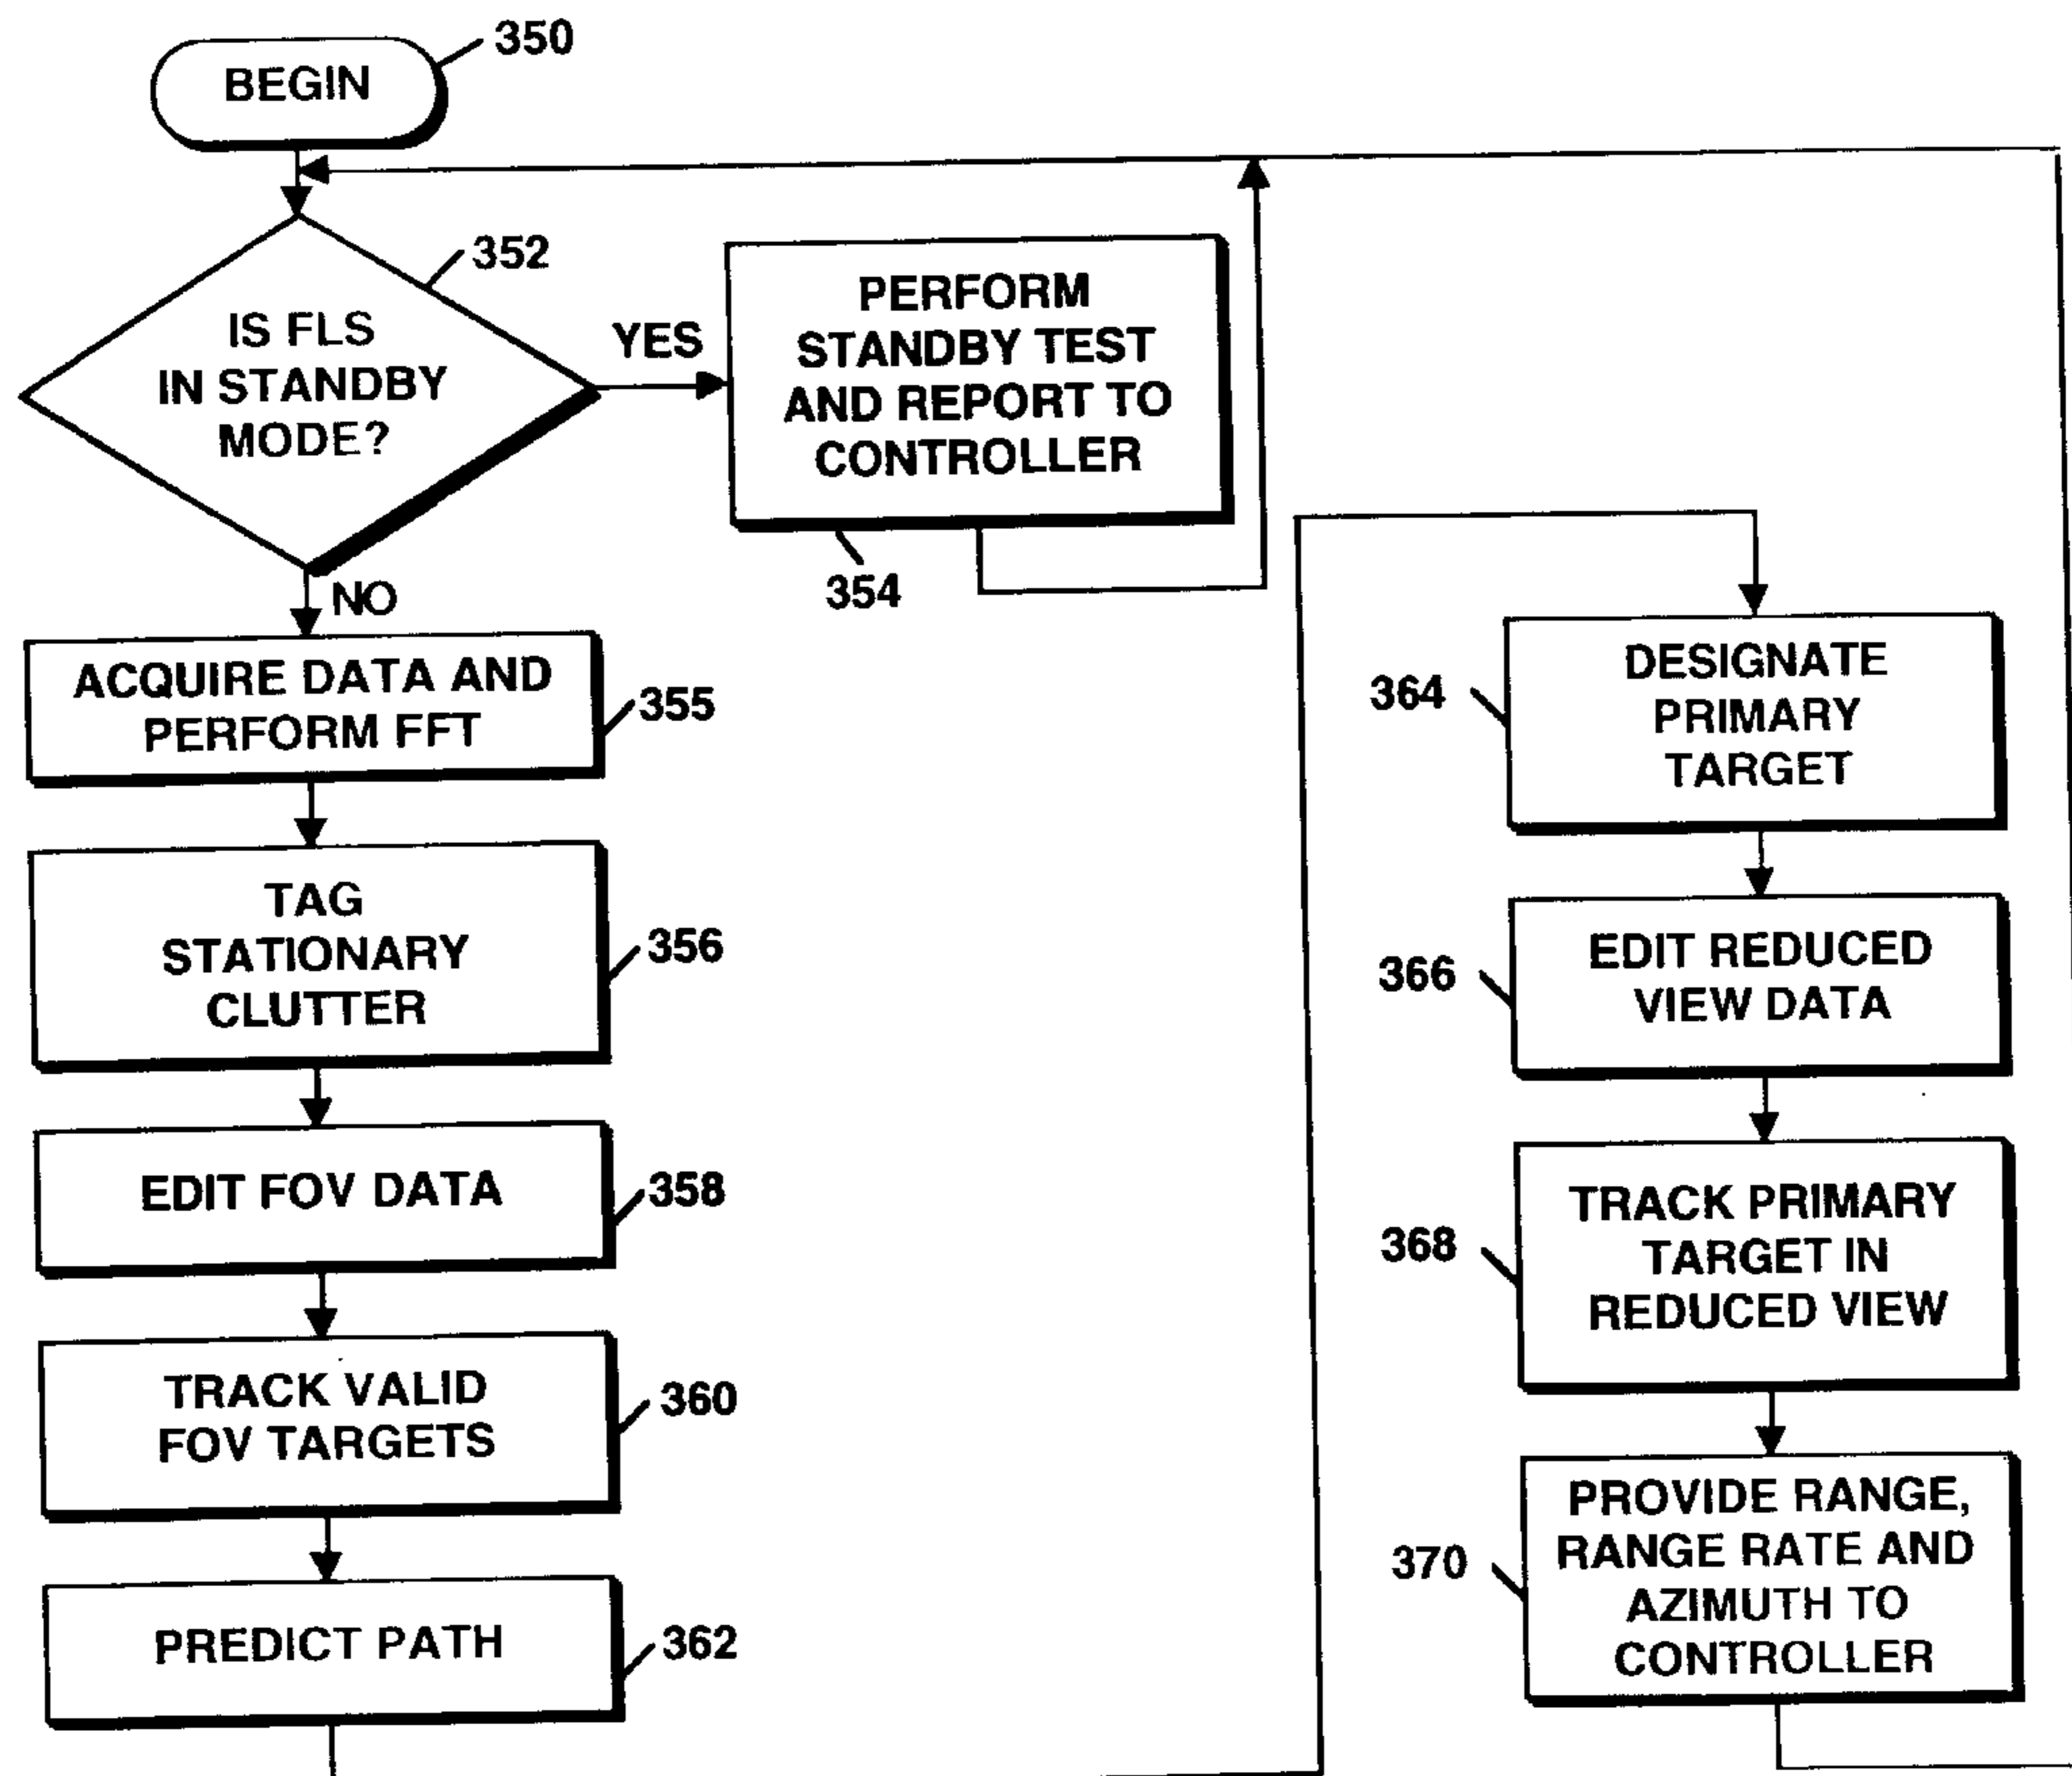 BEGIN
350
352
IS FLS
IN STANDBY
MODE?
YES
PERFORM
STANDBY TEST
AND REPORT TO
CONTROLLER
354
NO
ACQUIRE DATA AND
PERFORM FFT
355
TAG
STATIONARY
CLUTTER
356
EDIT FOV DATA
358
TRACK VALID
FOV TARGETS
360
PREDICT PATH
362
364
DESIGNATE
PRIMARY
TARGET
366
EDIT REDUCED
VIEW DATA
368
TRACK PRIMARY
TARGET IN
REDUCED VIEW
370
PROVIDE RANGE,
RANGE RATE AND
AZIMUTH TO
CONTROLLER